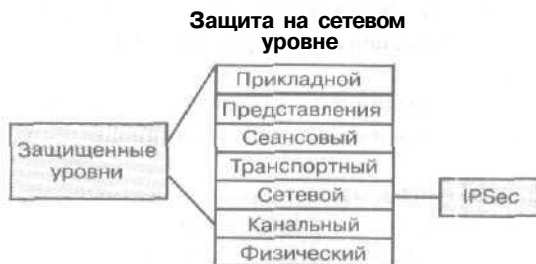 Защита на сетевом
уровне
Прикладной
Представления
Сеансовый
Транспортный
Сетевой
Канальный
Физический
Защищенные
уровни
IPSec